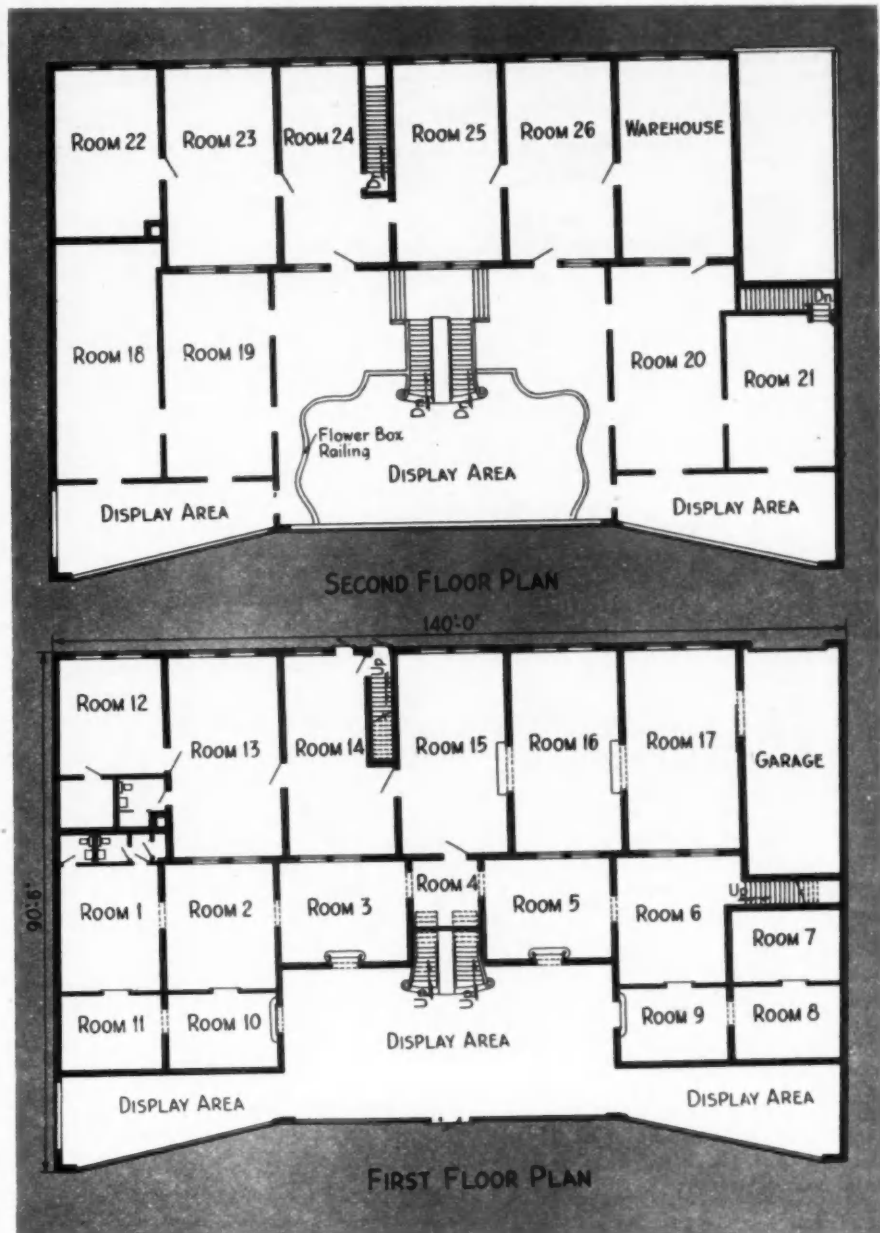 ROOM 22
ROOM 23
ROOM 24
ROOM 25
ROOM 26
WAREHOUSE
Dn
Dn
ROOM 18
ROOM 19
ROOM 20
ROOM 21
Dn
Dn
Flower Box
Railing
DISPLAY AREA
DISPLAY AREA
DISPLAY AREA
SECOND FLOOR PLAN
140'-0"
Up
ROOM 12
ROOM 13
ROOM 14
ROOM 15
ROOM 16
ROOM 17
GARAGE
90'-6"
ROOM 1
ROOM 2
ROOM 3
ROOM 4
ROOM 5
ROOM 6
Up
ROOM 7
Up
Up
ROOM 11
ROOM 10
ROOM 9
ROOM 8
DISPLAY AREA
DISPLAY AREA
DISPLAY AREA
FIRST FLOOR PLAN